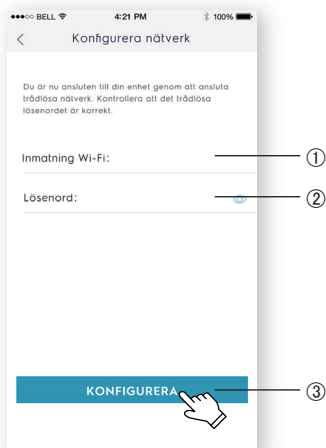 BELL 4:21 PM 100%
Konfigurera nätverk
Du är nu ansluten till din enhet genom att ansluta
trådlösa nätverk. Kontrollera att det trådlösa
lösenordet är korrekt.
Inmatning Wi-Fi: ①
Lösenord: ②
KONFIGURERA ③